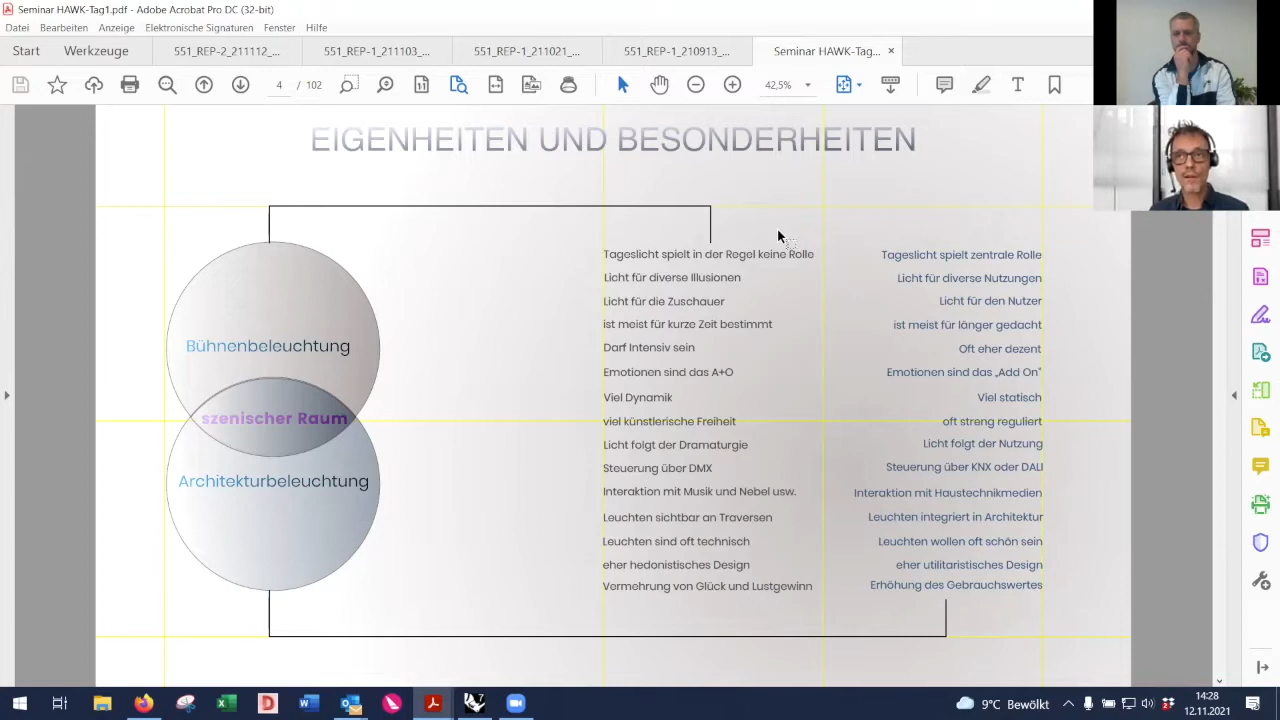 Seminar HAWK-Tag1.pdf - Adobe Acrobat Pro DC (32-bit)
Datei Bearbeiten Anzeige Elektronische Signaturen Fenster Hilfe
Start Werkzeuge 551_REP-2_211112_... 551_REP-1_211103_... 551_REP-1_211021_... 551_REP-1_210913_... Seminar HAWK-Tag... ×
4 / 102 42,5%
EIGENHEITEN UND BESONDERHEITEN
Bühnenbeleuchtung
szenischer Raum
Architekturbeleuchtung
Tageslicht spielt in der Regel keine Rolle
Licht für diverse Illusionen
Licht für die Zuschauer
ist meist für kurze Zeit bestimmt
Darf Intensiv sein
Emotionen sind das A+O
Viel Dynamik
viel künstlerische Freiheit
Licht folgt der Dramaturgie
Steuerung über DMX
Interaktion mit Musik und Nebel usw.
Leuchten sichtbar an Traversen
Leuchten sind oft technisch
eher hedonistisches Design
Vermehrung von Glück und Lustgewinn
Tageslicht spielt zentrale Rolle
Licht für diverse Nutzungen
Licht für den Nutzer
ist meist für länger gedacht
Oft eher dezent
Emotionen sind das „Add On“
Viel statisch
oft streng reguliert
Licht folgt der Nutzung
Steuerung über KNX oder DALI
Interaktion mit Haustechnikmedien
Leuchten integriert in Architektur
Leuchten wollen oft schön sein
eher utilitaristisches Design
Erhöhung des Gebrauchswertes
9°C Bewölkt
14:28
12.11.2021